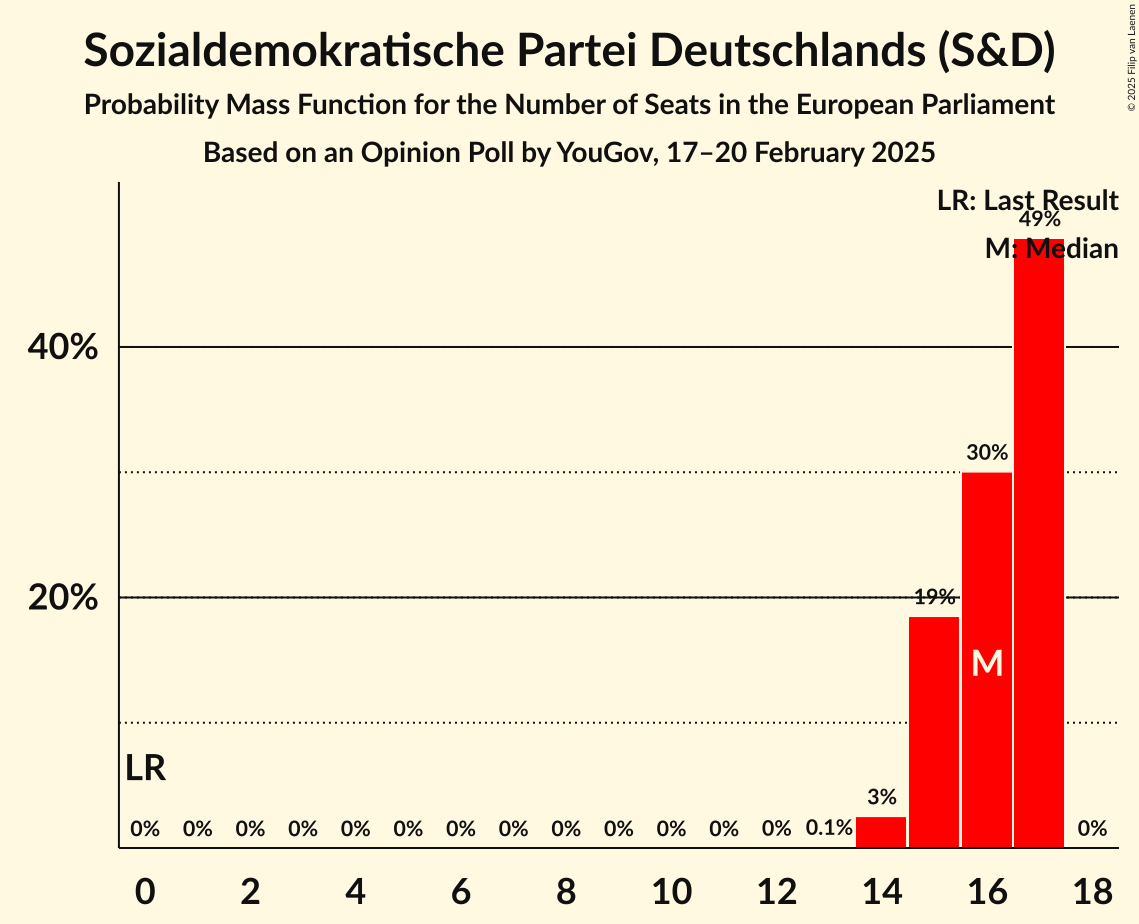 Sozialdemokratische Partei Deutschlands (S&D)
Probability Mass Function for the Number of Seats in the European Parliament
Based on an Opinion Poll by YouGov, 17–20 February 2025
© 2025 Filip van Laenen
LR: Last Result
M: Median
49%
40%
30%
20%
19%
M
LR
3%
0% 0% 0% 0% 0% 0% 0% 0% 0% 0% 0% 0% 0% 0.1% 0%
0 2 4 6 8 10 12 14 16 18